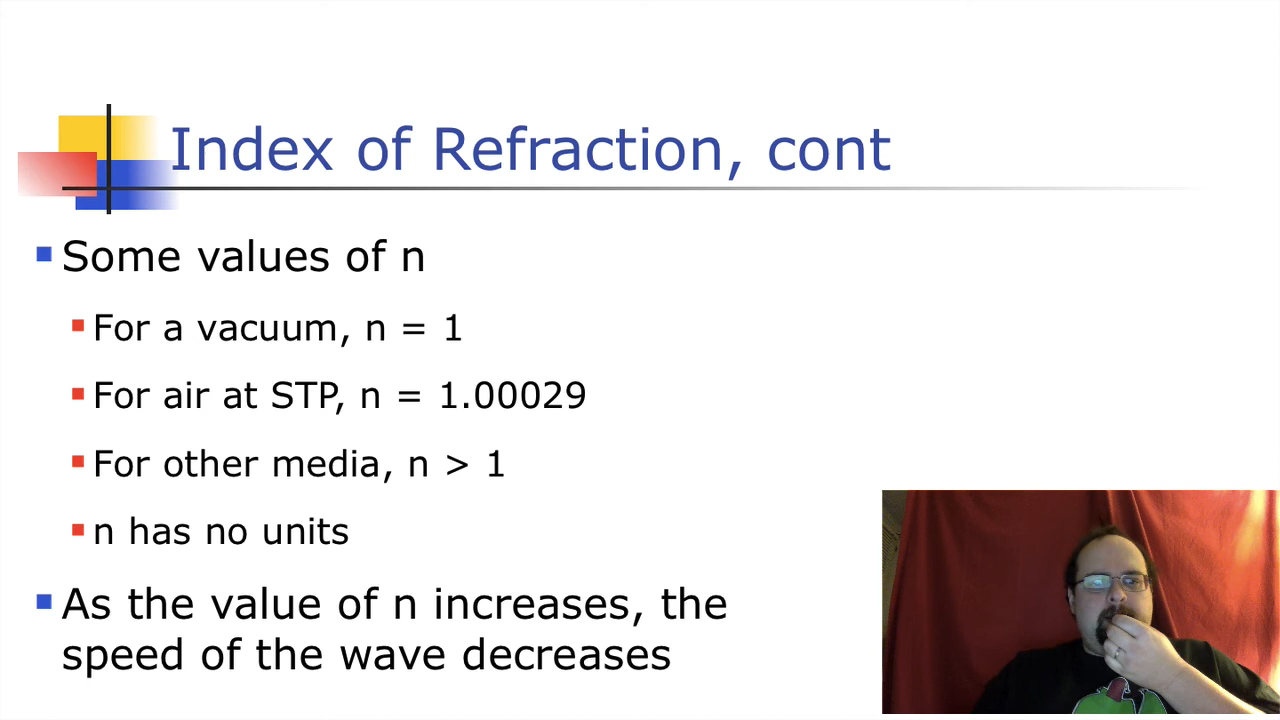 Index of Refraction, cont
Some values of n
For a vacuum, n = 1
For air at STP, n = 1.00029
For other media, n > 1
n has no units
As the value of n increases, the
speed of the wave decreases